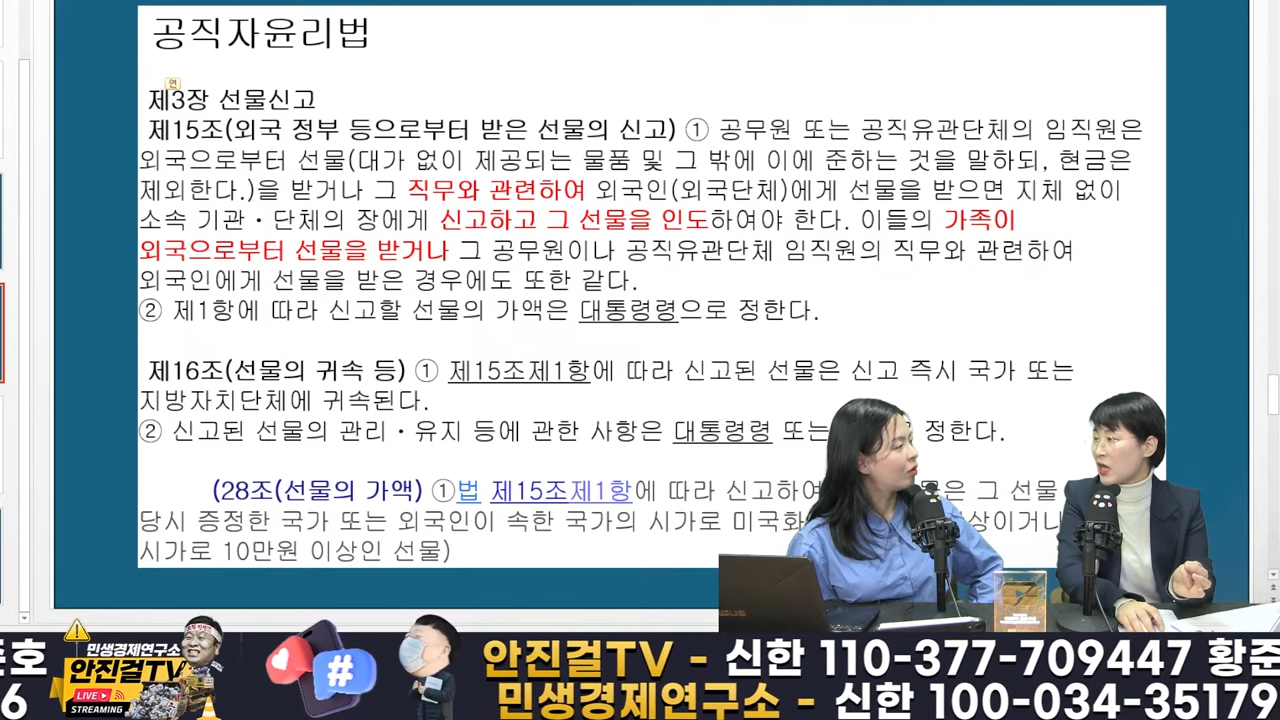 공직자윤리법
연
제3장 선물신고
제15조(외국 정부 등으로부터 받은 선물의 신고) ① 공무원 또는 공직유관단체의 임직원은
외국으로부터 선물(대가 없이 제공되는 물품 및 그 밖에 이에 준하는 것을 말하되, 현금은
제외한다.)을 받거나 그 직무와 관련하여 외국인(외국단체)에게 선물을 받으면 지체 없이
소속 기관·단체의 장에게 신고하고 그 선물을 인도하여야 한다. 이들의 가족이
외국으로부터 선물을 받거나 그 공무원이나 공직유관단체 임직원의 직무와 관련하여
외국인에게 선물을 받은 경우에도 또한 같다.
② 제1항에 따라 신고할 선물의 가액은 대통령령으로 정한다.
제16조(선물의 귀속 등) ① 제15조제1항에 따라 신고된 선물은 신고 즉시 국가 또는
지방자치단체에 귀속된다.
② 신고된 선물의 관리·유지 등에 관한 사항은 대통령령 또는 정한다.
(28조(선물의 가액) ①법 제15조제1항에 따라 신고하여 은 그 선물
당시 증정한 국가 또는 외국인이 속한 국가의 시가로 미국화 상이거나
시가로 10만원 이상인 선물)
준호
6
민생경제연구소
안진걸TV
LIVE
STREAMING
#
안진걸TV - 신한 110-377-709447 황준
민생경제연구소 - 신한 100-034-35179